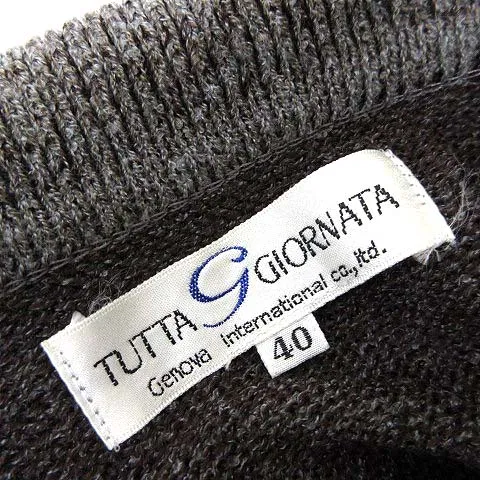 TUTTA G GIORNATA
Genova International co.,ltd.
40